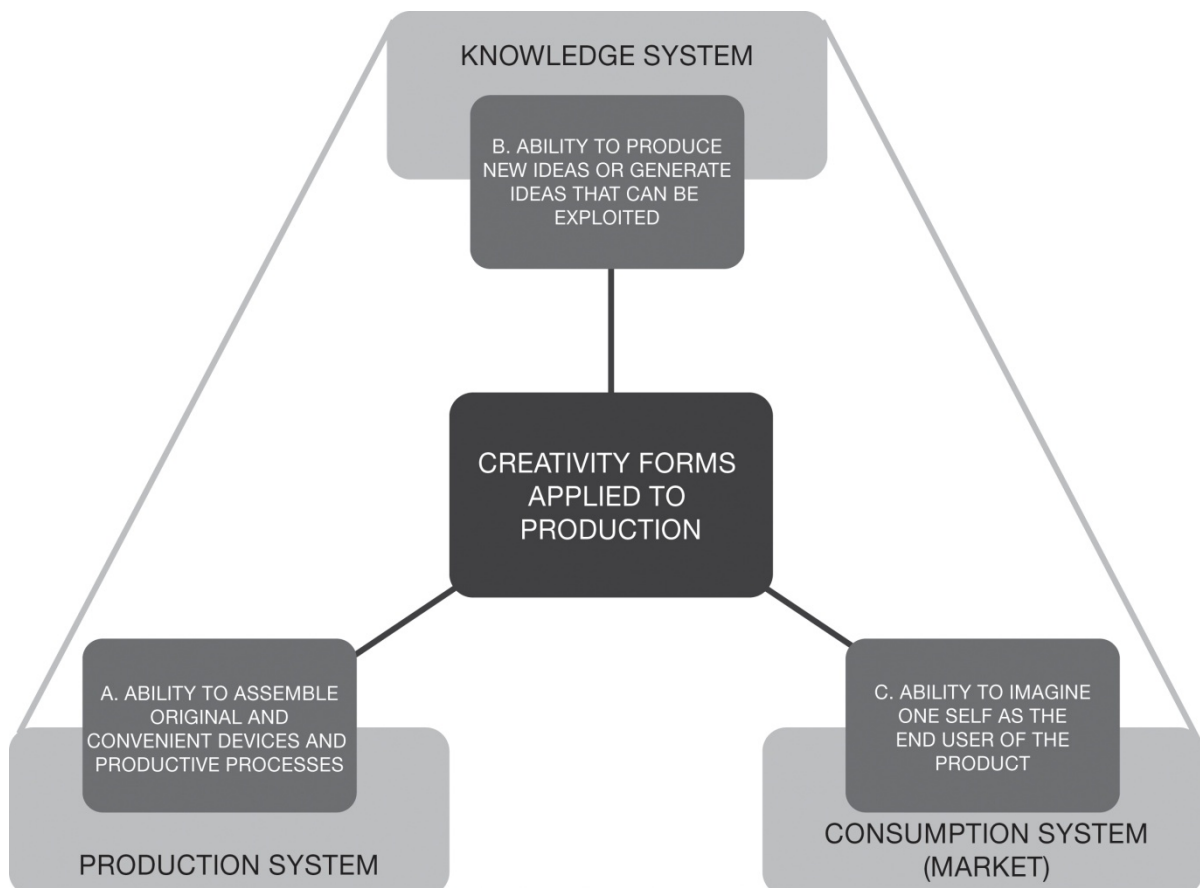 KNOWLEDGE SYSTEM
B. ABILITY TO PRODUCE
NEW IDEAS OR GENERATE
IDEAS THAT CAN BE
EXPLOITED
CREATIVITY FORMS
APPLIED TO
PRODUCTION
A. ABILITY TO ASSEMBLE
ORIGINAL AND
CONVENIENT DEVICES AND
PRODUCTIVE PROCESSES
PRODUCTION SYSTEM
C. ABILITY TO IMAGINE
ONE SELF AS THE
END USER OF THE
PRODUCT
CONSUMPTION SYSTEM
(MARKET)